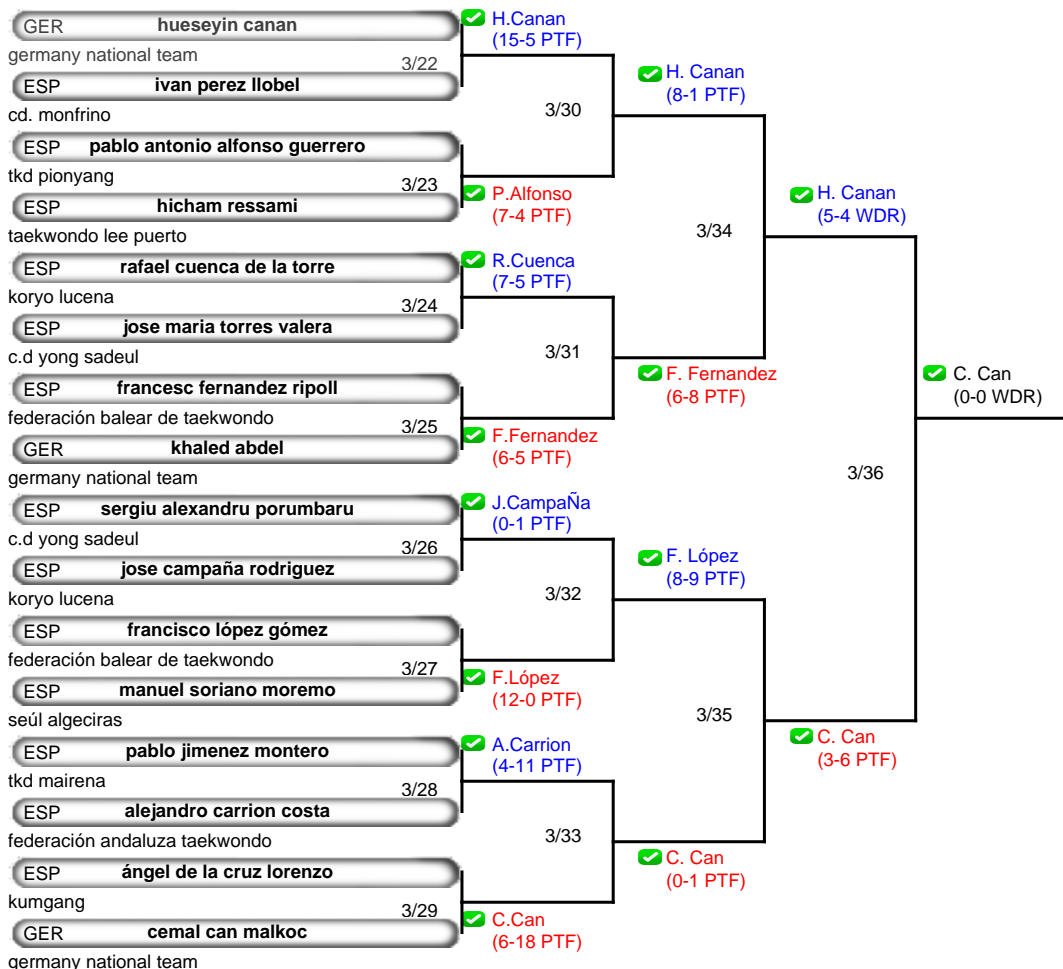 GER hueseyin canan
germany national team
3/22
ESP ivan perez llobel
cd. monfrino
H.Canan
(15-5 PTF)
ESP pablo antonio alfonso guerrero
tkd pionyang
3/23
ESP hicham ressami
taekwondo lee puerto
P.Alfonso
(7-4 PTF)
3/30
H. Canan
(8-1 PTF)
ESP rafael cuenca de la torre
koryo lucena
3/24
ESP jose maria torres valera
c.d yong sadeul
R.Cuenca
(7-5 PTF)
ESP francesc fernandez ripoll
federación balear de taekwondo
3/25
GER khaled abdel
germany national team
F.Fernandez
(6-5 PTF)
3/31
F. Fernandez
(6-8 PTF)
3/34
H. Canan
(5-4 WDR)
ESP sergiu alexandru porumbaru
c.d yong sadeul
3/26
ESP jose campaña rodriguez
koryo lucena
J.CampaÑa
(0-1 PTF)
ESP francisco lópez gómez
federación balear de taekwondo
3/27
ESP manuel soriano moremo
seúl algeciras
F.López
(12-0 PTF)
3/32
F. López
(8-9 PTF)
ESP pablo jimenez montero
tkd mairena
3/28
ESP alejandro carrion costa
federación andaluza taekwondo
A.Carrion
(4-11 PTF)
ESP ángel de la cruz lorenzo
kumgang
3/29
GER cemal can malkoc
germany national team
C.Can
(6-18 PTF)
3/33
C. Can
(0-1 PTF)
3/35
C. Can
(3-6 PTF)
3/36
C. Can
(0-0 WDR)